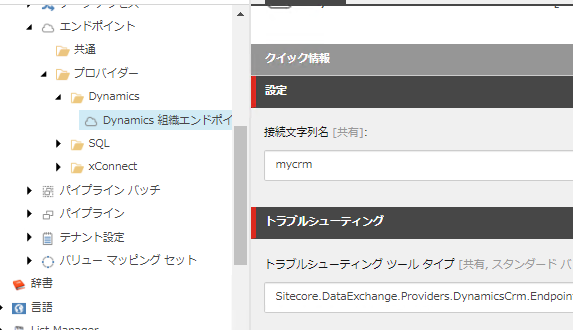 エンドポイント
共通
プロバイダー
Dynamics
Dynamics 組織エンドポイ
SQL
xConnect
パイプライン バッチ
パイプライン
テナント設定
バリュー マッピング セット
辞書
言語
List Manager
クイック情報
設定
接続文字列名 [共有]:
mycrm
トラブルシューティング
トラブルシューティング ツール タイプ [共有, スタンダード バ
Sitecore.DataExchange.Providers.DynamicsCrm.Endpoin